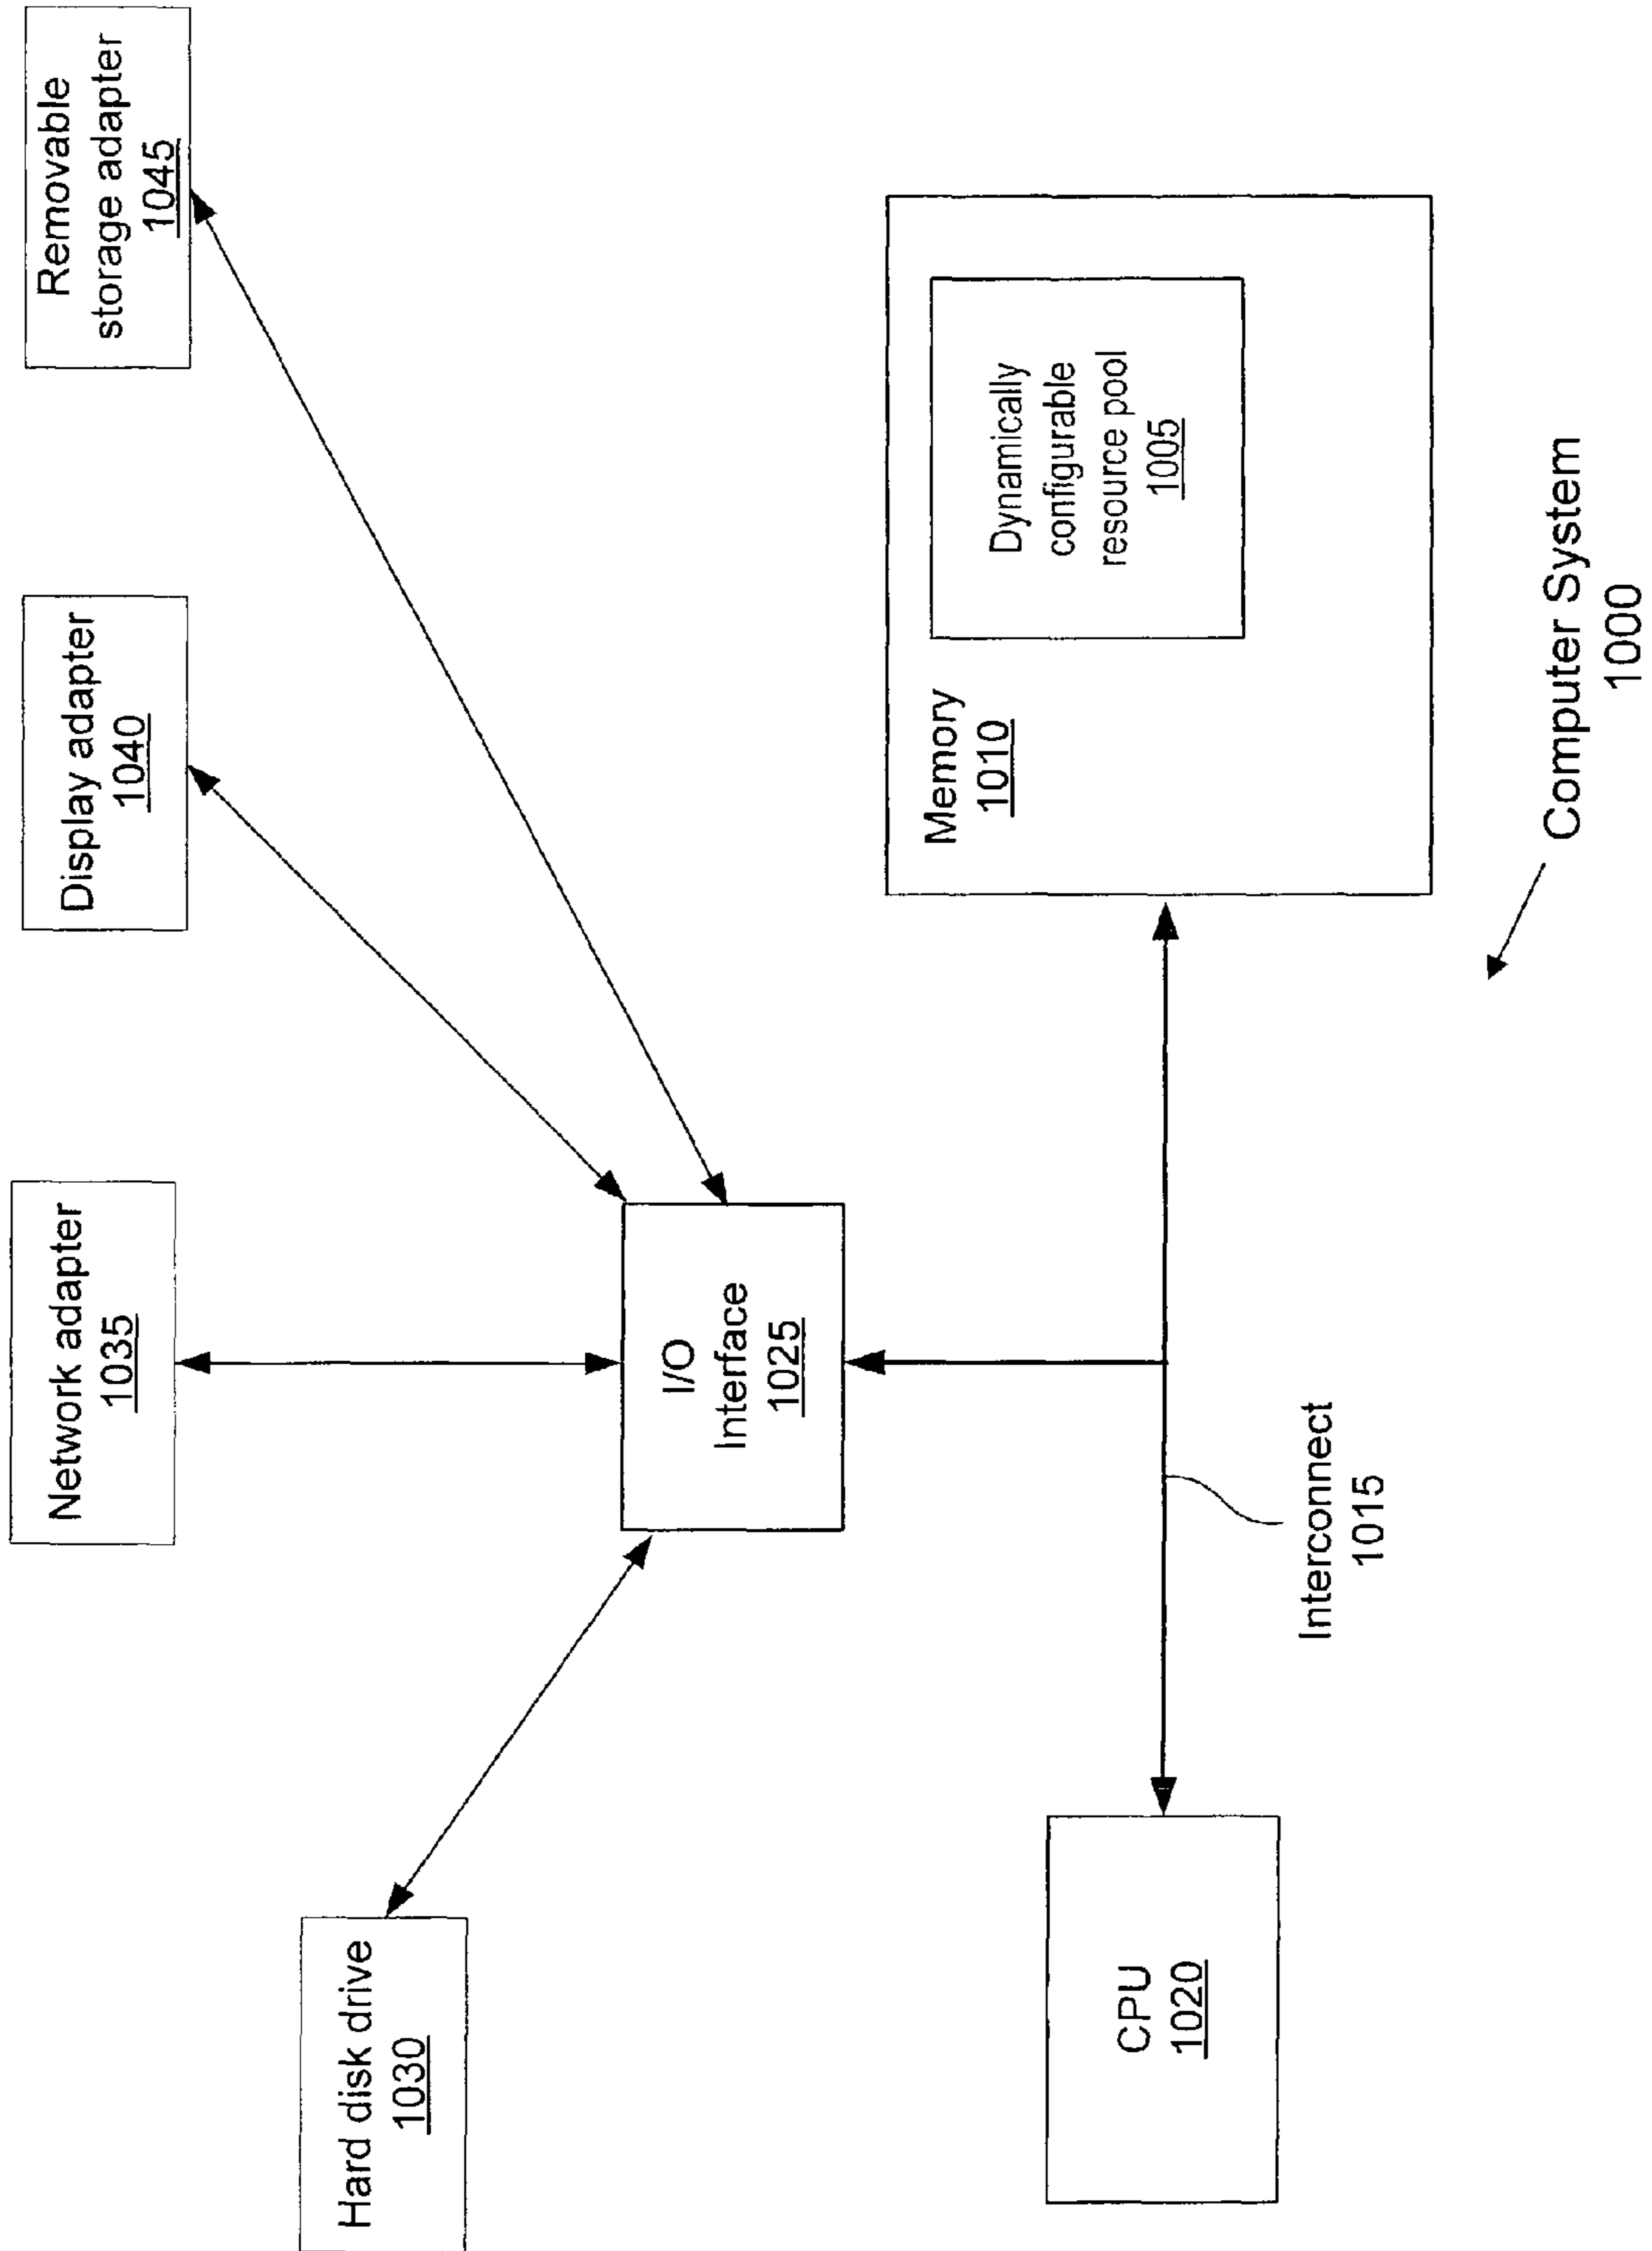 Hard disk drive
1030
Network adapter
1035
Display adapter
1040
Removable
storage adapter
1045
I/O
Interface
1025
CPU
1020
Interconnect
1015
Memory
1010
Dynamically
configurable
resource pool
1005
Computer System
1000